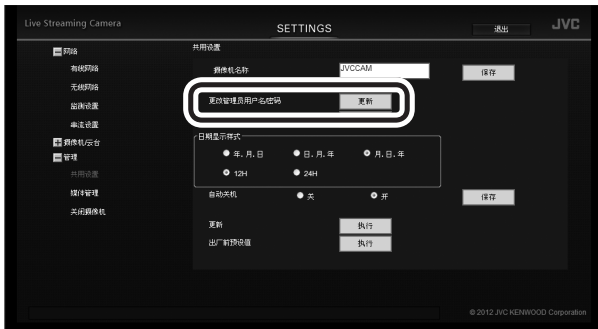 Live Streaming Camera
SETTINGS
退出
JVC
网络
有线网络
无线网络
监测设置
串流设置
摄像机/云台
管理
共用设置
媒体管理
关闭摄像机
共用设置
摄像机名称
JVCCAM
保存
更改管理员用户名/密码
更新
日期显示样式
年. 月. 日
日. 月. 年
月. 日. 年
12H
24H
自动关机
关
开
保存
更新
执行
出厂前预设值
执行
© 2012 JVC KENWOOD Corporation